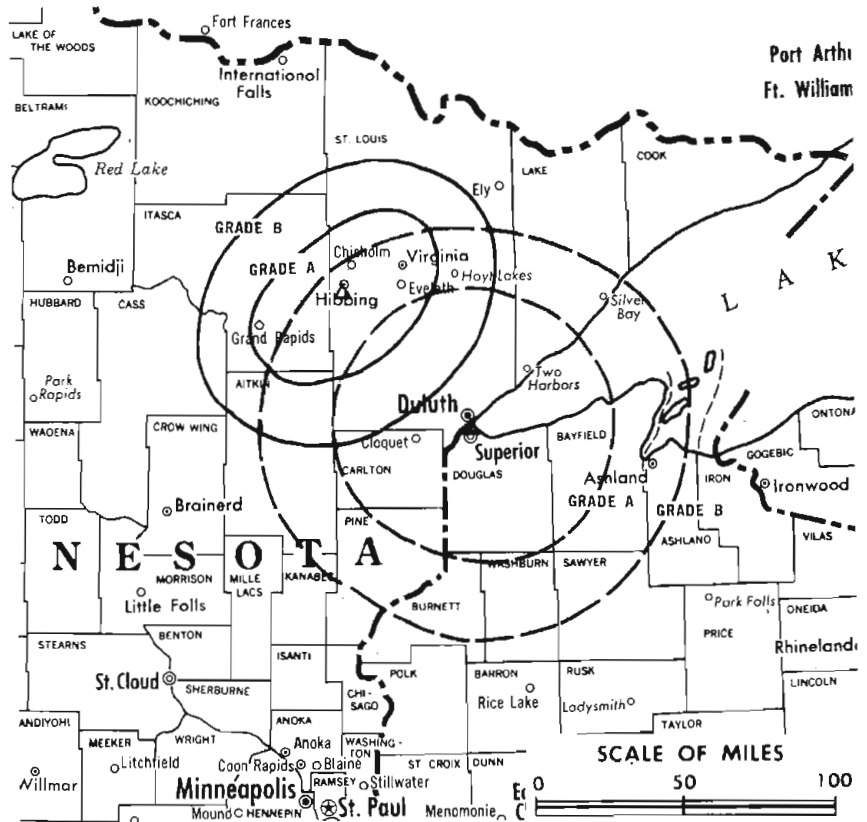 LAKE OF
THE WOODS
Fort Frances
International
Falls
Port Arthu
Ft. William
BELTRAMI
KOOCHICHING
ST. LOUIS
LAKE
COOK
Red Lake
Ely
ITASCA
GRADE B
GRADE A
Chisholm
Virginia
Bemidji
Hibbing
Eveleth
Hoyt Lakes
HUBBARD
CASS
Silver
Bay
L A K
Grand Rapids
AITKIN
Park
Rapids
Two
Harbors
Duluth
WADENA
CROW WING
Cloquet
Superior
BAYFIELD
ONTONA
GOGEBIC
CARLTON
DOUGLAS
Ashland
IRON
Ironwood
GRADE A
GRADE B
Brainerd
TODD
PINE
VILAS
NESOTA
ASHLAND
MORRISON
MILLE
LACS
KANABEC
WASHBURN
SAWYER
Little Falls
BURNETT
Park Falls
ONEIDA
STEARNS
BENTON
PRICE
Rhinelande
ISANTI
POLK
BARRON
RUSK
LINCOLN
St. Cloud
SHERBURNE
CHI-
SAGO
Rice Lake
Ladysmith
ANDIYOHI
WRIGHT
ANOKA
TAYLOR
MEEKER
Anoka
WASHING-
TON
Litchfield
Coon Rapids
Blaine
ST CROIX
DUNN
SCALE OF MILES
Willmar
RAMSEY
Stillwater
0 50 100
Minneapolis
Mound
HENNEPIN
St. Paul
Menomonie